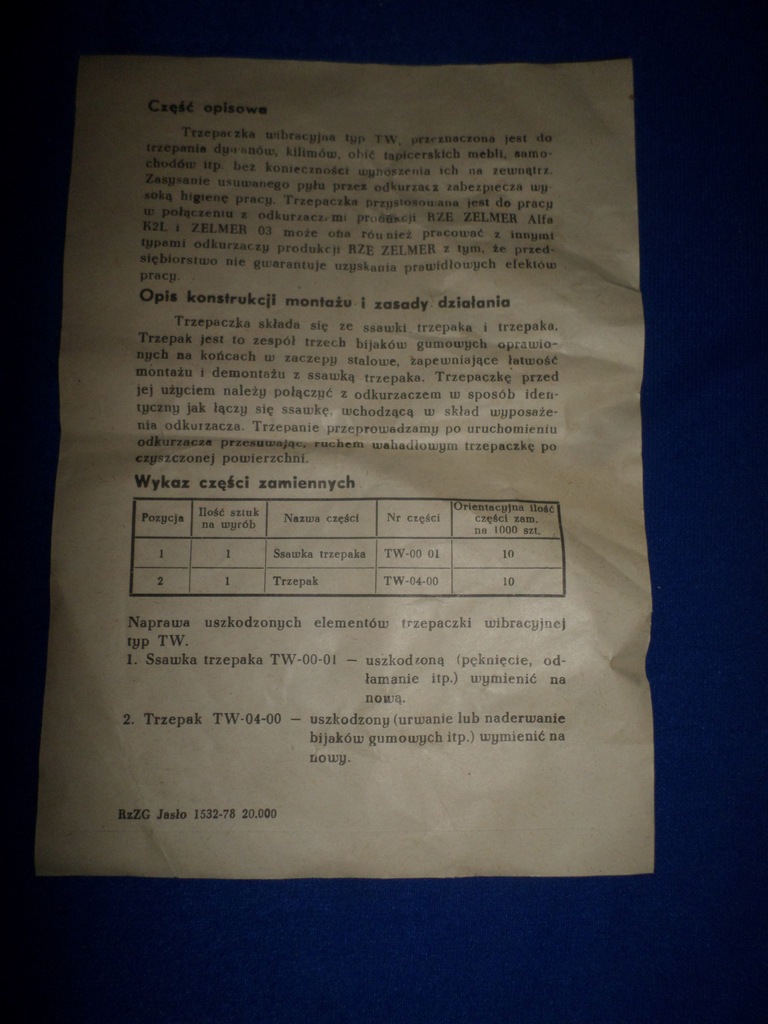 Część opisowa
Trzepaczka wibracyjna typ TW, przeznaczona jest do
trzepania dywanów, kilimów, obić tapicerskich mebli, samo-
chodów itp. bez konieczności wynoszenia ich na zewnątrz.
Zasysanie usuwanego pyłu przez odkurzacz zabezpiecza wy-
soką higienę pracy. Trzepaczka przystosowana jest do pracy
w połączeniu z odkurzaczami produkcji RZE ZELMER Alfa
K2L i ZELMER 03 może ona również pracować z innymi
typami odkurzaczy produkcji RZE ZELMER z tym, że przed-
siębiorstwo nie gwarantuje uzyskania prawidłowych efektów
pracy.
Opis konstrukcji montażu i zasady działania
Trzepaczka składa się ze ssawki trzepaka i trzepaka.
Trzepak jest to zespół trzech bijaków gumowych oprawio-
nych na końcach w zaczepy stalowe, zapewniające łatwość
montażu i demontażu z ssawką trzepaka. Trzepaczkę przed
jej użyciem należy połączyć z odkurzaczem w sposób iden-
tyczny jak łączy się ssawkę, wchodzącą w skład wyposaże-
nia odkurzacza. Trzepanie przeprowadzamy po uruchomieniu
odkurzacza przesuwając, ruchem wahadłowym trzepaczkę po
czyszczonej powierzchni.
Wykaz części zamiennych
Pozycja Ilość sztuk na wyrób Nazwa części Nr części Orientacyjna ilość części zam. na 1000 szt.
1 1 Ssawka trzepaka TW-00 01 10
2 1 Trzepak TW-04-00 10
Naprawa uszkodzonych elementów trzepaczki wibracyjnej
typ TW.
1. Ssawka trzepaka TW-00-01 — uszkodzoną (pęknięcie, od-
łamanie itp.) wymienić na
nową.
2. Trzepak TW-04-00 — uszkodzony (urwanie lub naderwanie
bijaków gumowych itp.) wymienić na
nowy.
RzZG Jasło 1532-78 20.000